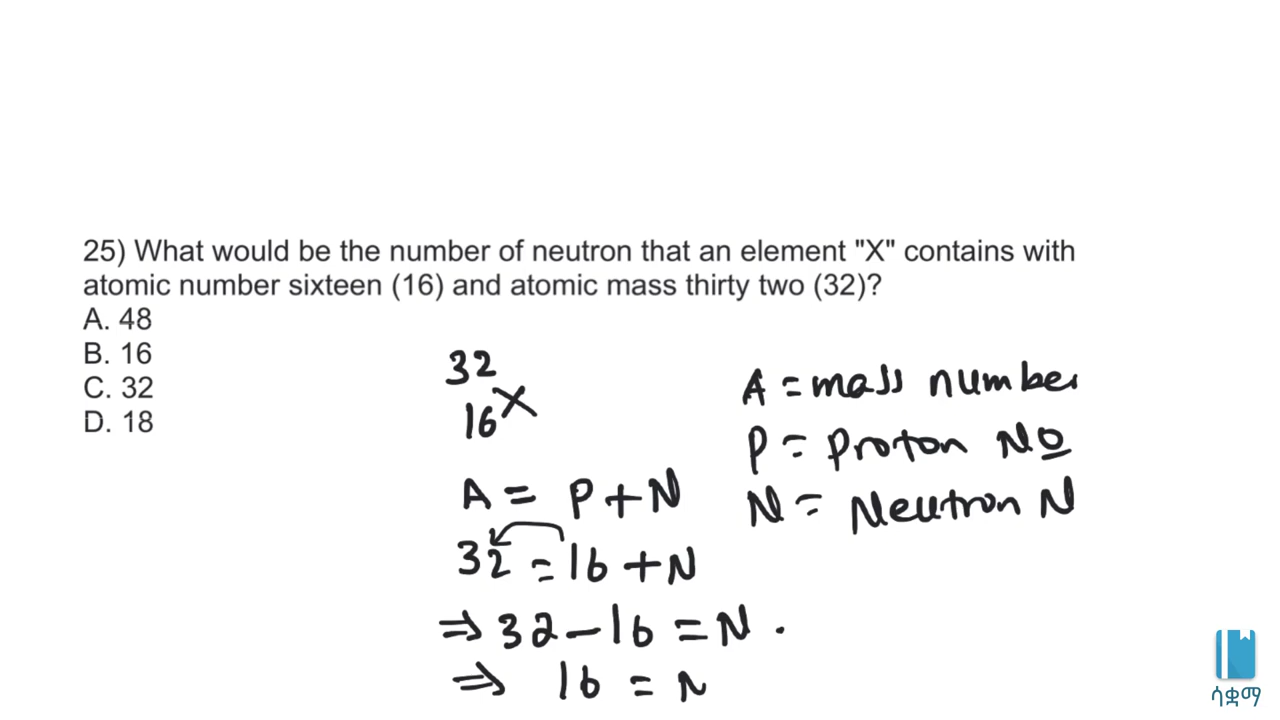 25) What would be the number of neutron that an element "X" contains with
atomic number sixteen (16) and atomic mass thirty two (32)?
A. 48
B. 16
C. 32
D. 18
32
16 X
A = P + N
32 = 16 + N
⇒ 32 - 16 = N .
⇒ 16 = N
A = mass number
P = Proton No
N = Neutron N
ሳቋማ